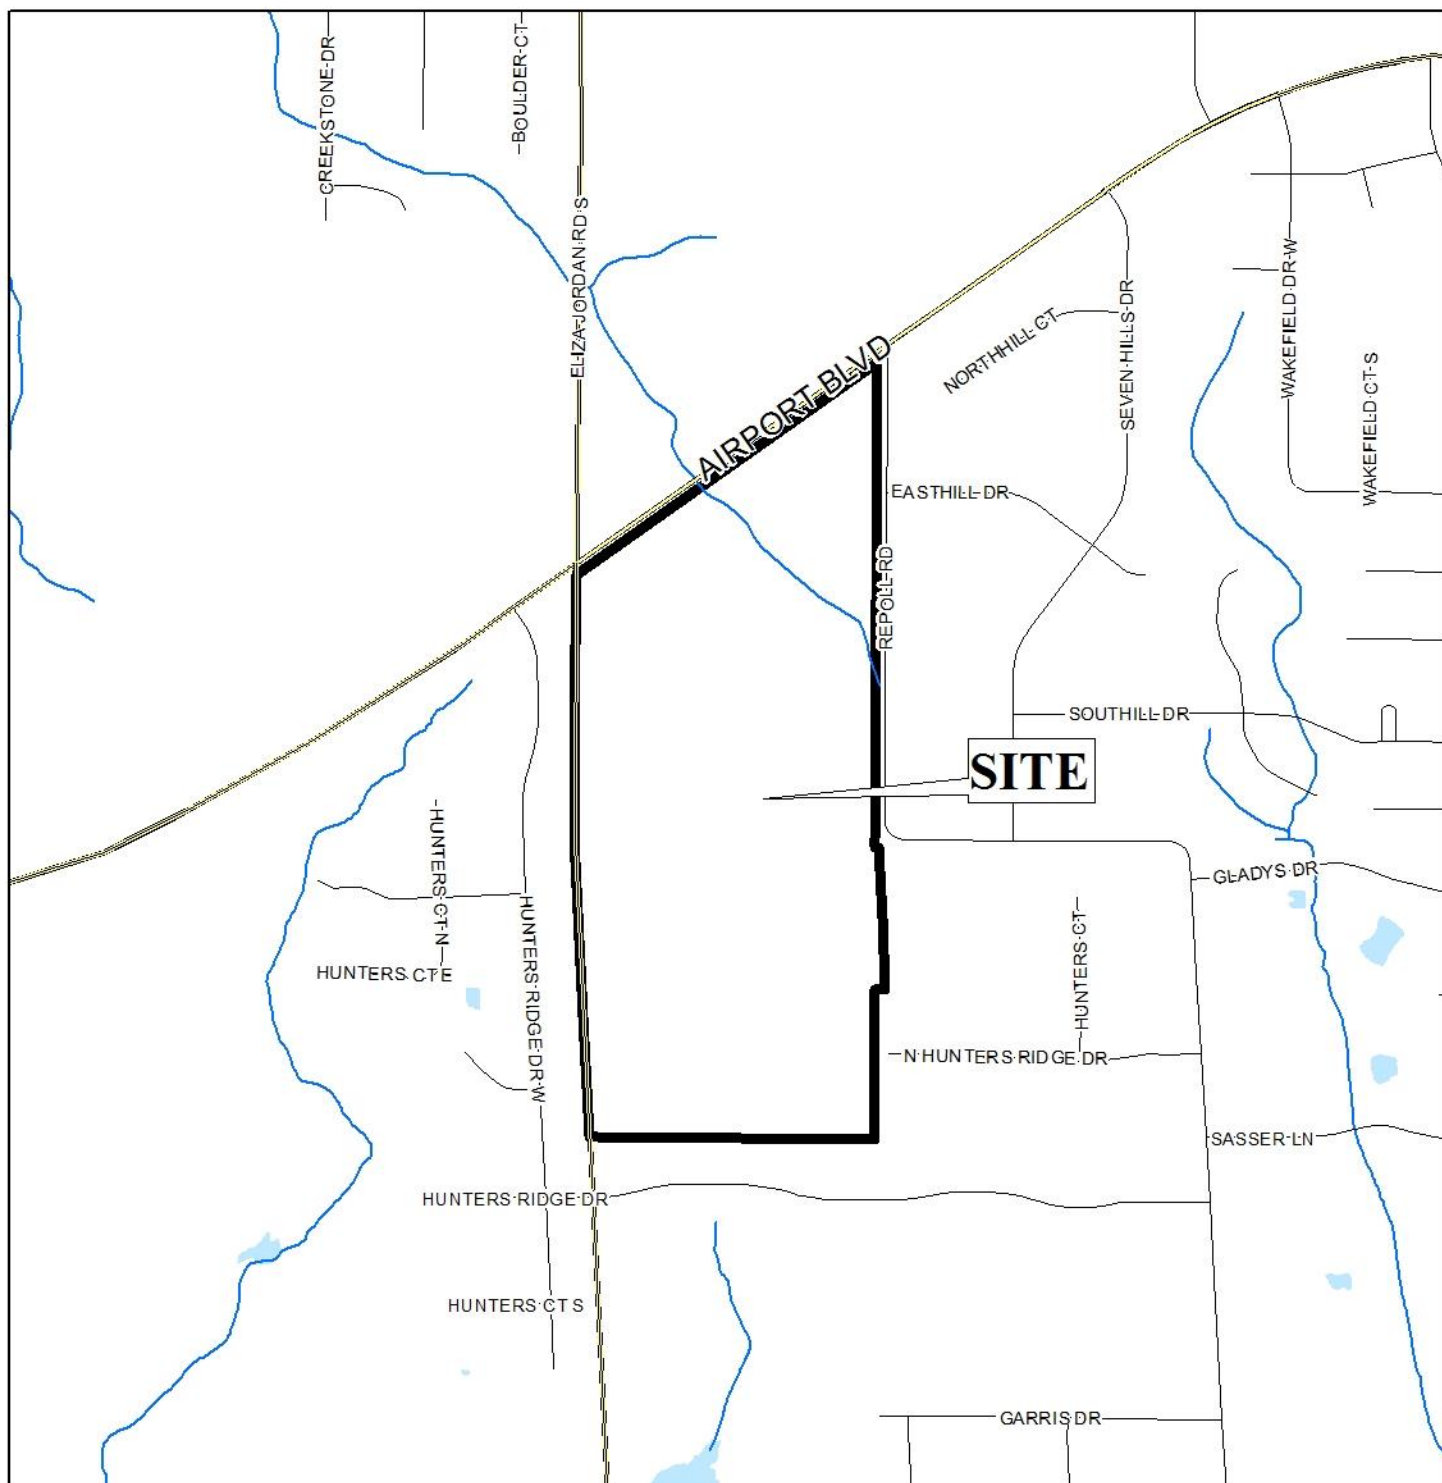 CREEKSTONE DR
BOULDER CT
ELIZA JORDAN RD S
AIRPORT BLVD
NORTHHILL CT
SEVEN HILLS DR
WAKEFIELD DR W
WAKEFIELD CT S
EASTHILL DR
REPOLL RD
SOUTHILL DR
SITE
GLADYS DR
HUNTERS CT N
HUNTERS CT E
HUNTERS RIDGE DR W
HUNTERS CT
N HUNTERS RIDGE DR
SASSER LN
HUNTERS RIDGE DR
HUNTERS CT S
GARRIS DR